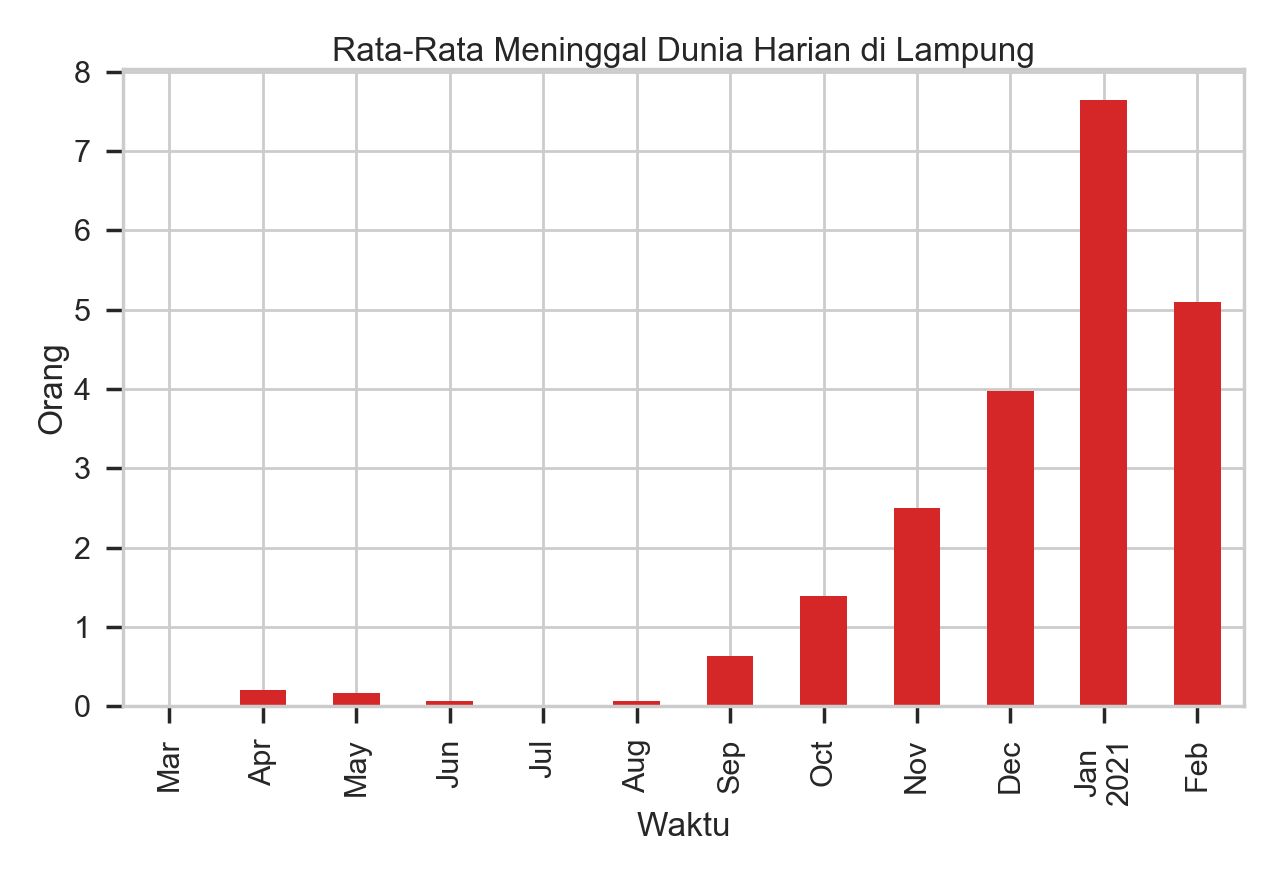 Rata-Rata Meninggal Dunia Harian di Lampung
8
7
6
5
4
3
2
1
0
Orang
Mar
Apr
May
Jun
Jul
Aug
Sep
Oct
Nov
Dec
Jan
2021
Feb
Waktu